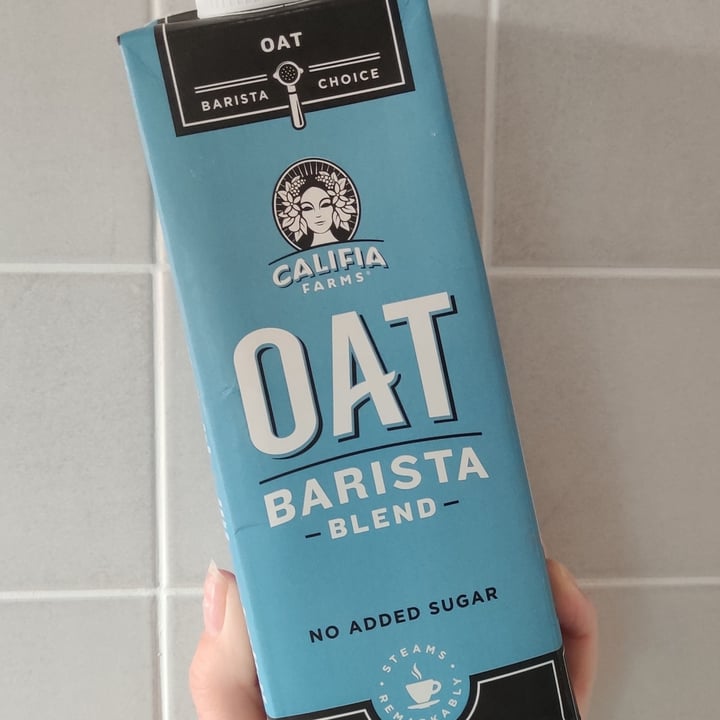 OAT
BARISTA CHOICE
CALIFIA
FARMS®
OAT
BARISTA
-BLEND-
NO ADDED SUGAR
• STEAMS •
REMARKABLY